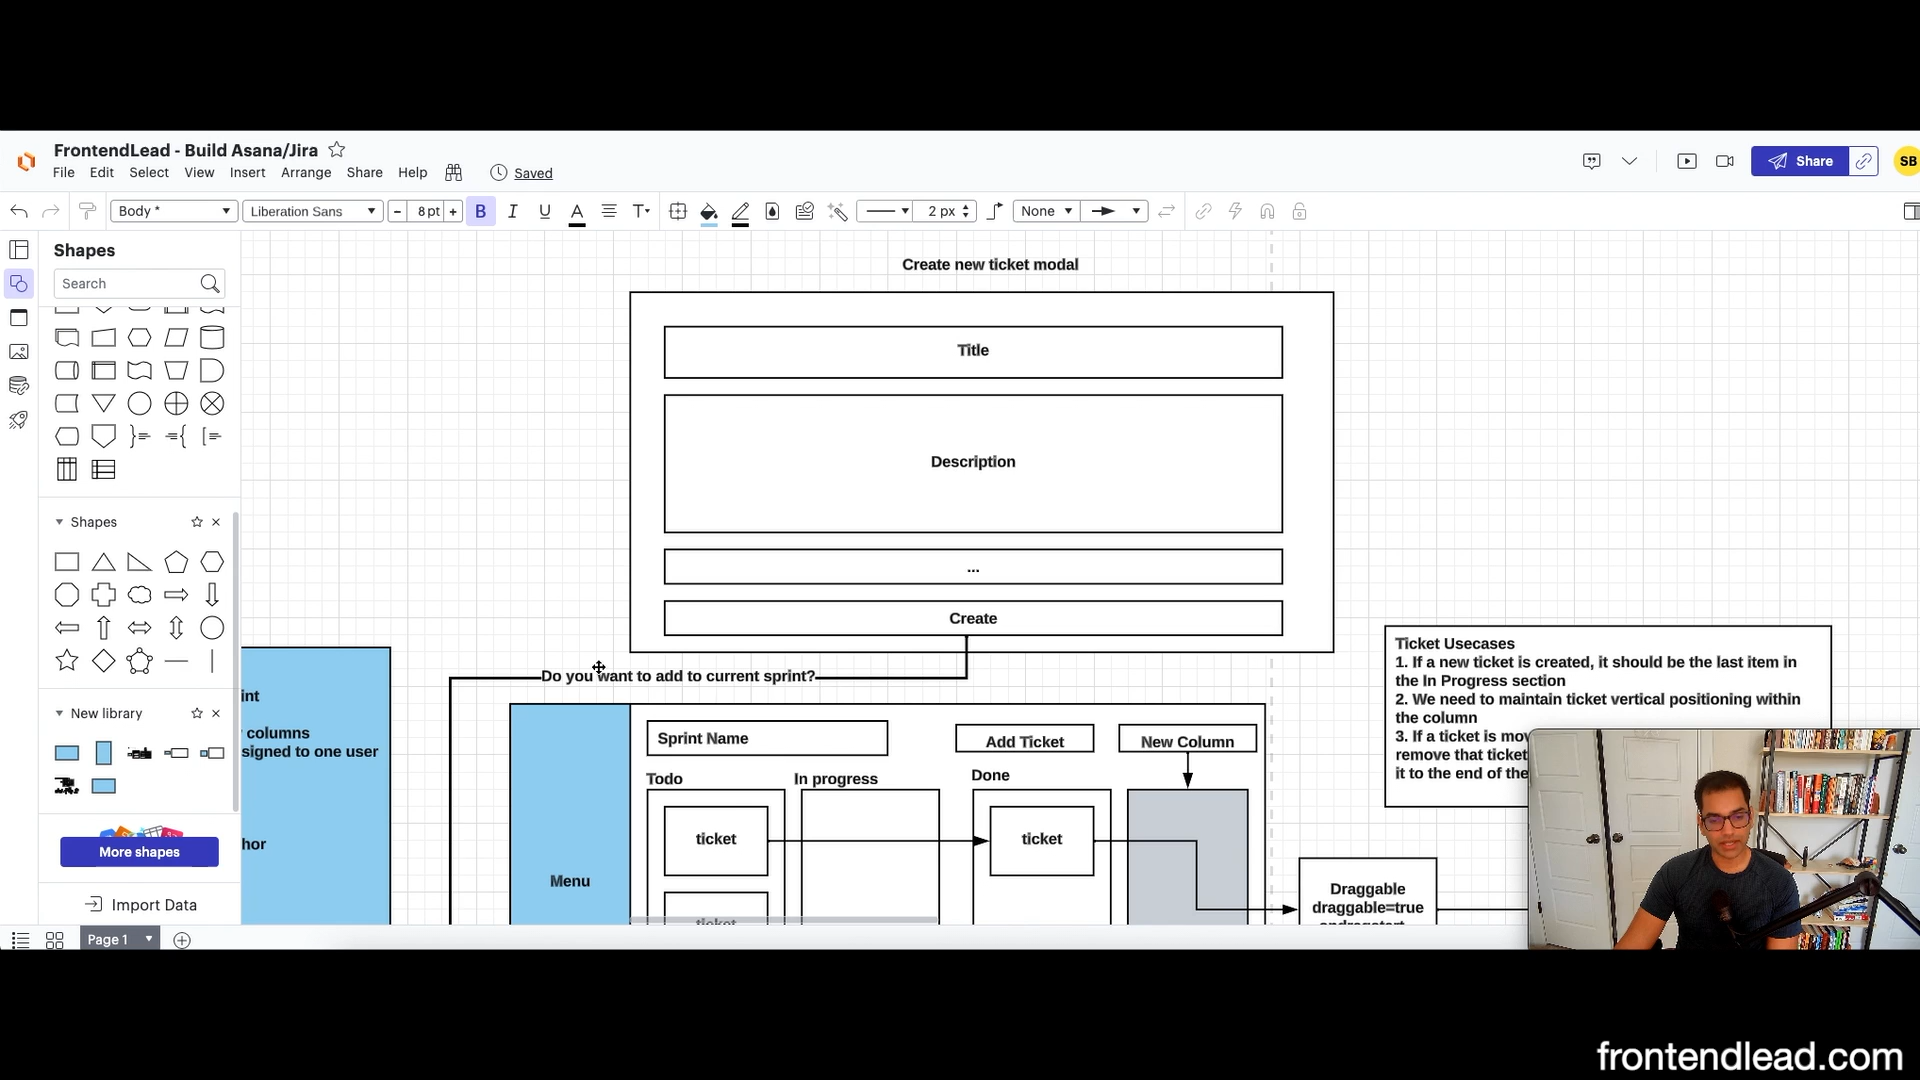 FrontendLead - Build Asana/Jira
File Edit Select View Insert Arrange Share Help Saved
Share
SB
Body * Liberation Sans - 8 pt + B I U A T 2 px None
Shapes
Search
Shapes
New library
More shapes
Import Data
Page 1
Create new ticket modal
Title
Description
...
Create
Do you want to add to current sprint?
Sprint Name
Add Ticket
New Column
Todo
In progress
Done
ticket
ticket
ticket
Menu
int
columns
signed to one user
hor
Ticket Usecases
1. If a new ticket is created, it should be the last item in
the In Progress section
2. We need to maintain ticket vertical positioning within
the column
3. If a ticket is mov
remove that ticket
it to the end of the
Draggable
draggable=true
frontendlead.com